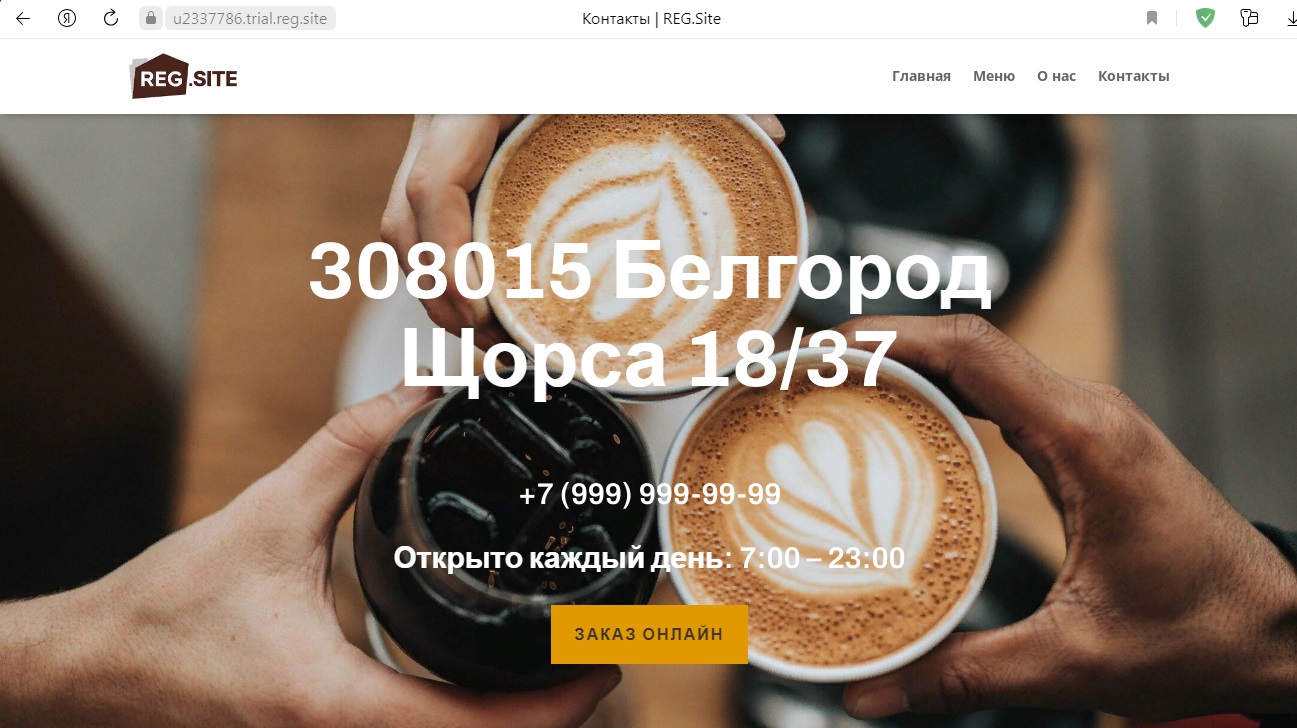 u2337786.trial.reg.site
Контакты | REG.Site
REG.SITE
Главная Меню О нас Контакты
308015 Белгород
Щорса 18/37
+7 (999) 999-99-99
Открыто каждый день: 7:00 – 23:00
ЗАКАЗ ОНЛАЙН